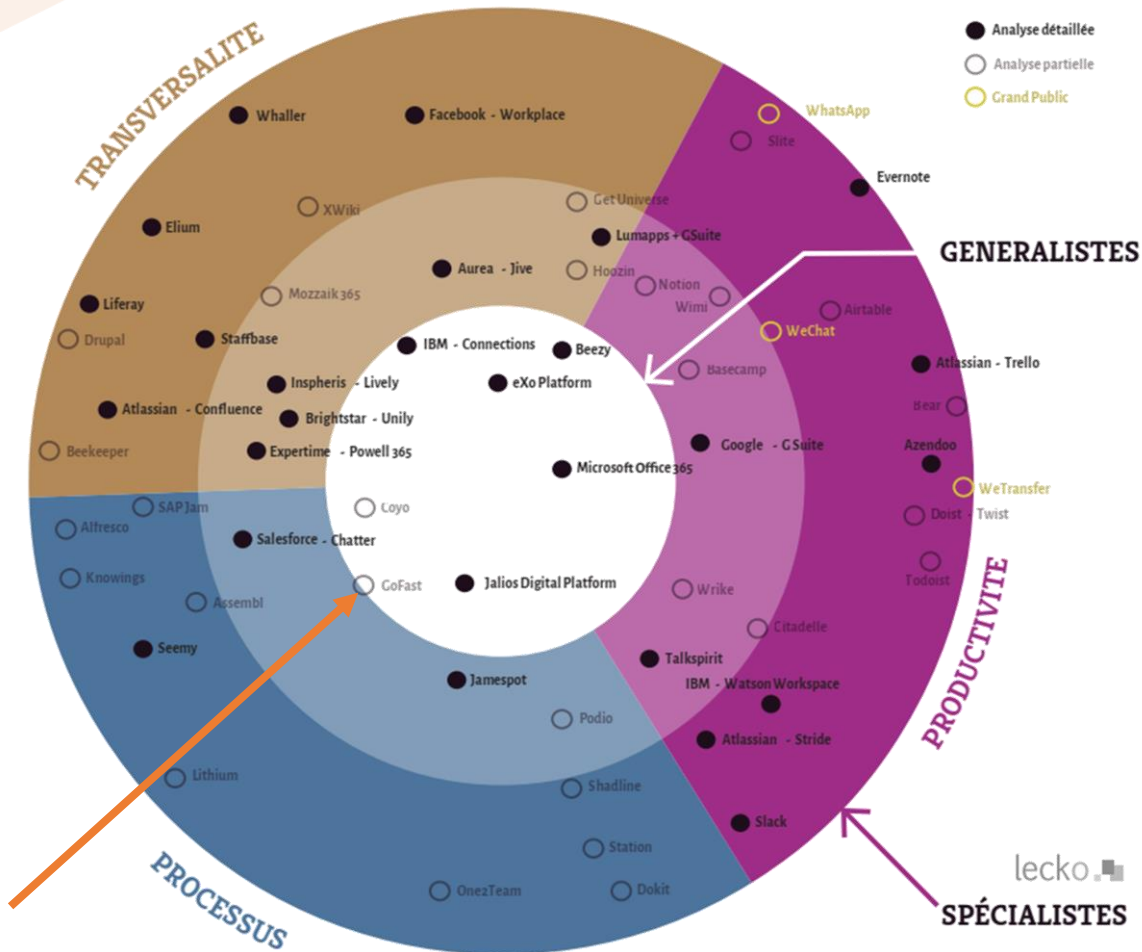 Analyse détaillée
Analyse partielle
Grand Public
TRANSVERSALITE
Whaller
Facebook - Workplace
WhatsApp
Slite
Evernote
XWiki
Get Universe
Elium
Lumapps + GSuite
GENERALISTES
Aurea - Jive
Hoozin
Notion
Mozzaik 365
Wimi
Liferay
Airtable
Drupal
Staffbase
WeChat
IBM - Connections
Beezy
Atlassian - Trello
Basecamp
Inspheris - Lively
eXo Platform
Atlassian - Confluence
Bear
Brightstar - Unily
Google - G Suite
Azendoo
Beekeeper
Expertime - Powell 365
Microsoft Office 365
WeTransfer
SAP Jam
Coyo
Doist - Twist
Alfresco
Salesforce - Chatter
Knowings
GoFast
Jalios Digital Platform
Todoist
Wrike
Assembl
Citadelle
Seemy
Talkspirit
Jamespot
IBM - Watson Workspace
PRODUCTIVITE
Podio
Atlassian - Stride
Lithium
Shadline
Slack
Station
PROCESSUS
One2Team
Dokit
lecko
SPÉCIALISTES